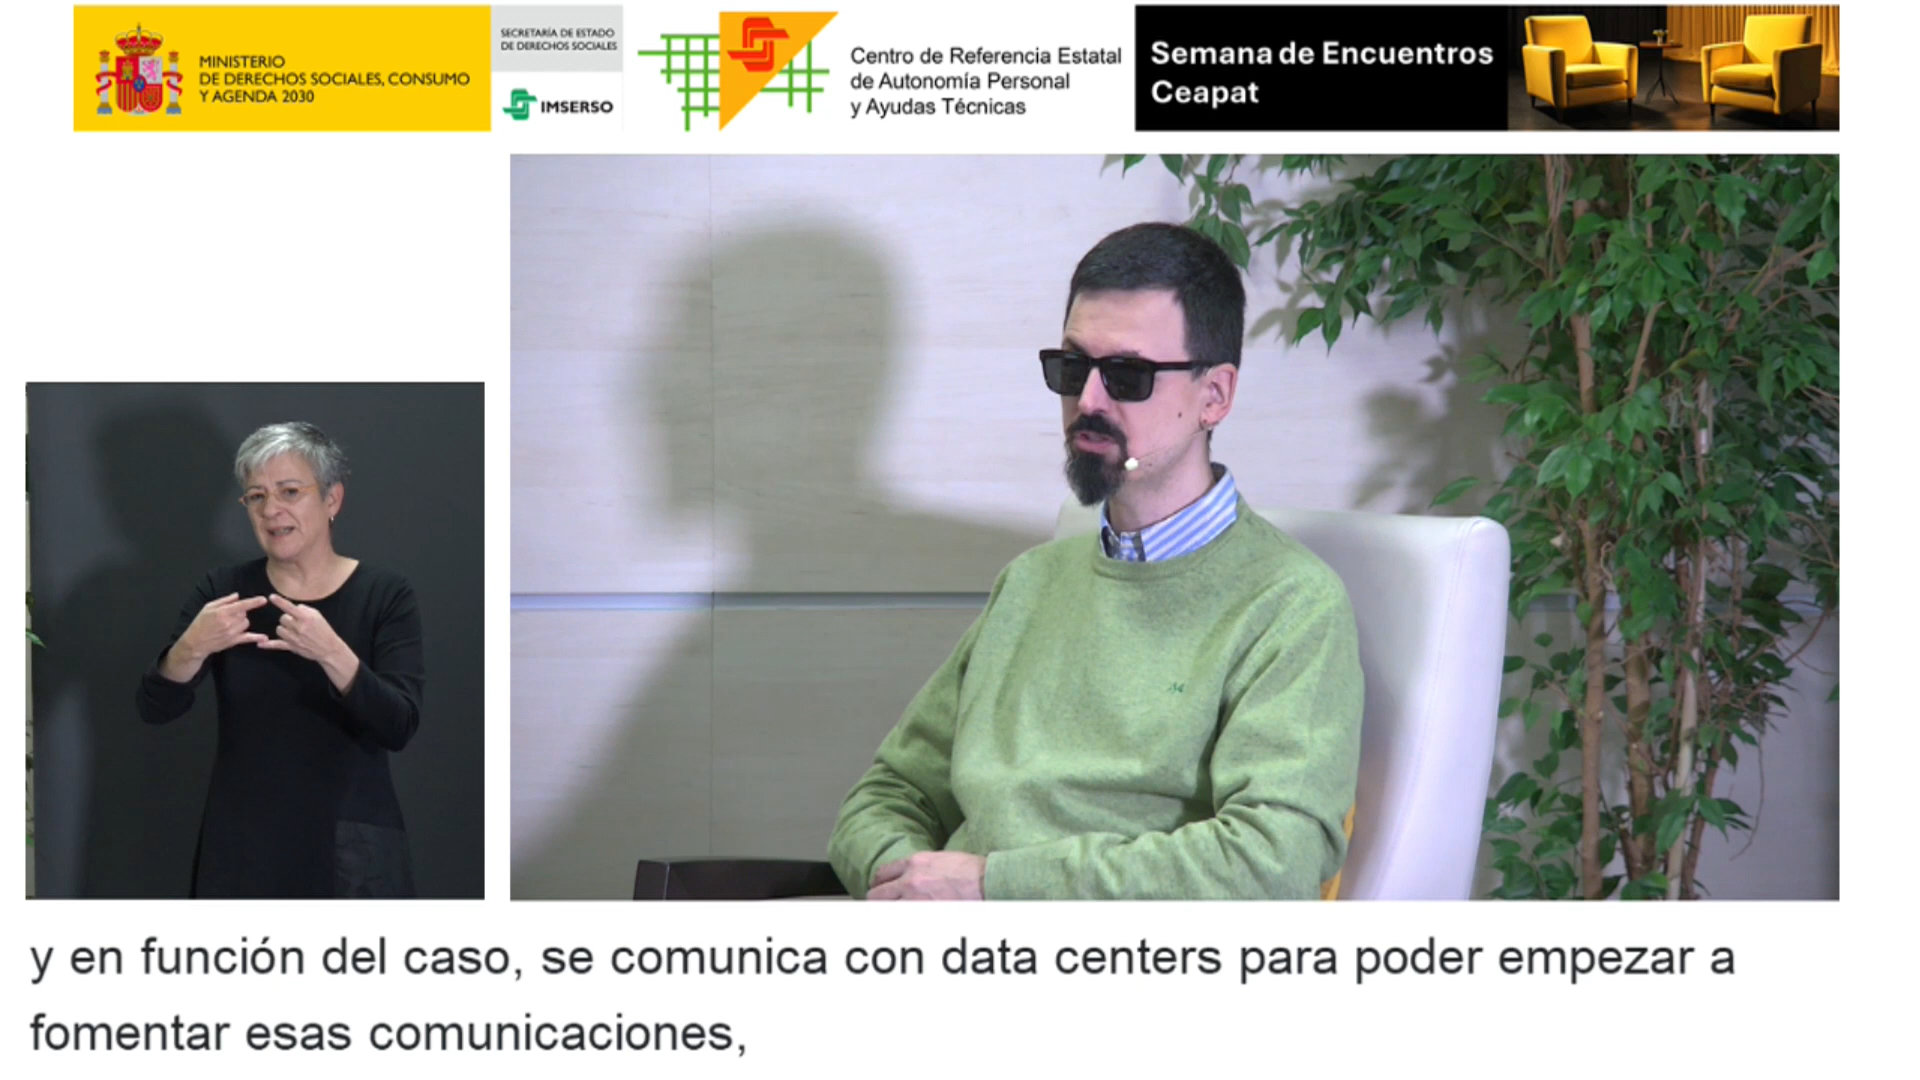 MINISTERIO
DE DERECHOS SOCIALES, CONSUMO
Y AGENDA 2030
SECRETARÍA DE ESTADO
DE DERECHOS SOCIALES
IMSERSO
Centro de Referencia Estatal
de Autonomía Personal
y Ayudas Técnicas
Semana de Encuentros
Ceapat
y en función del caso, se comunica con data centers para poder empezar a
fomentar esas comunicaciones,